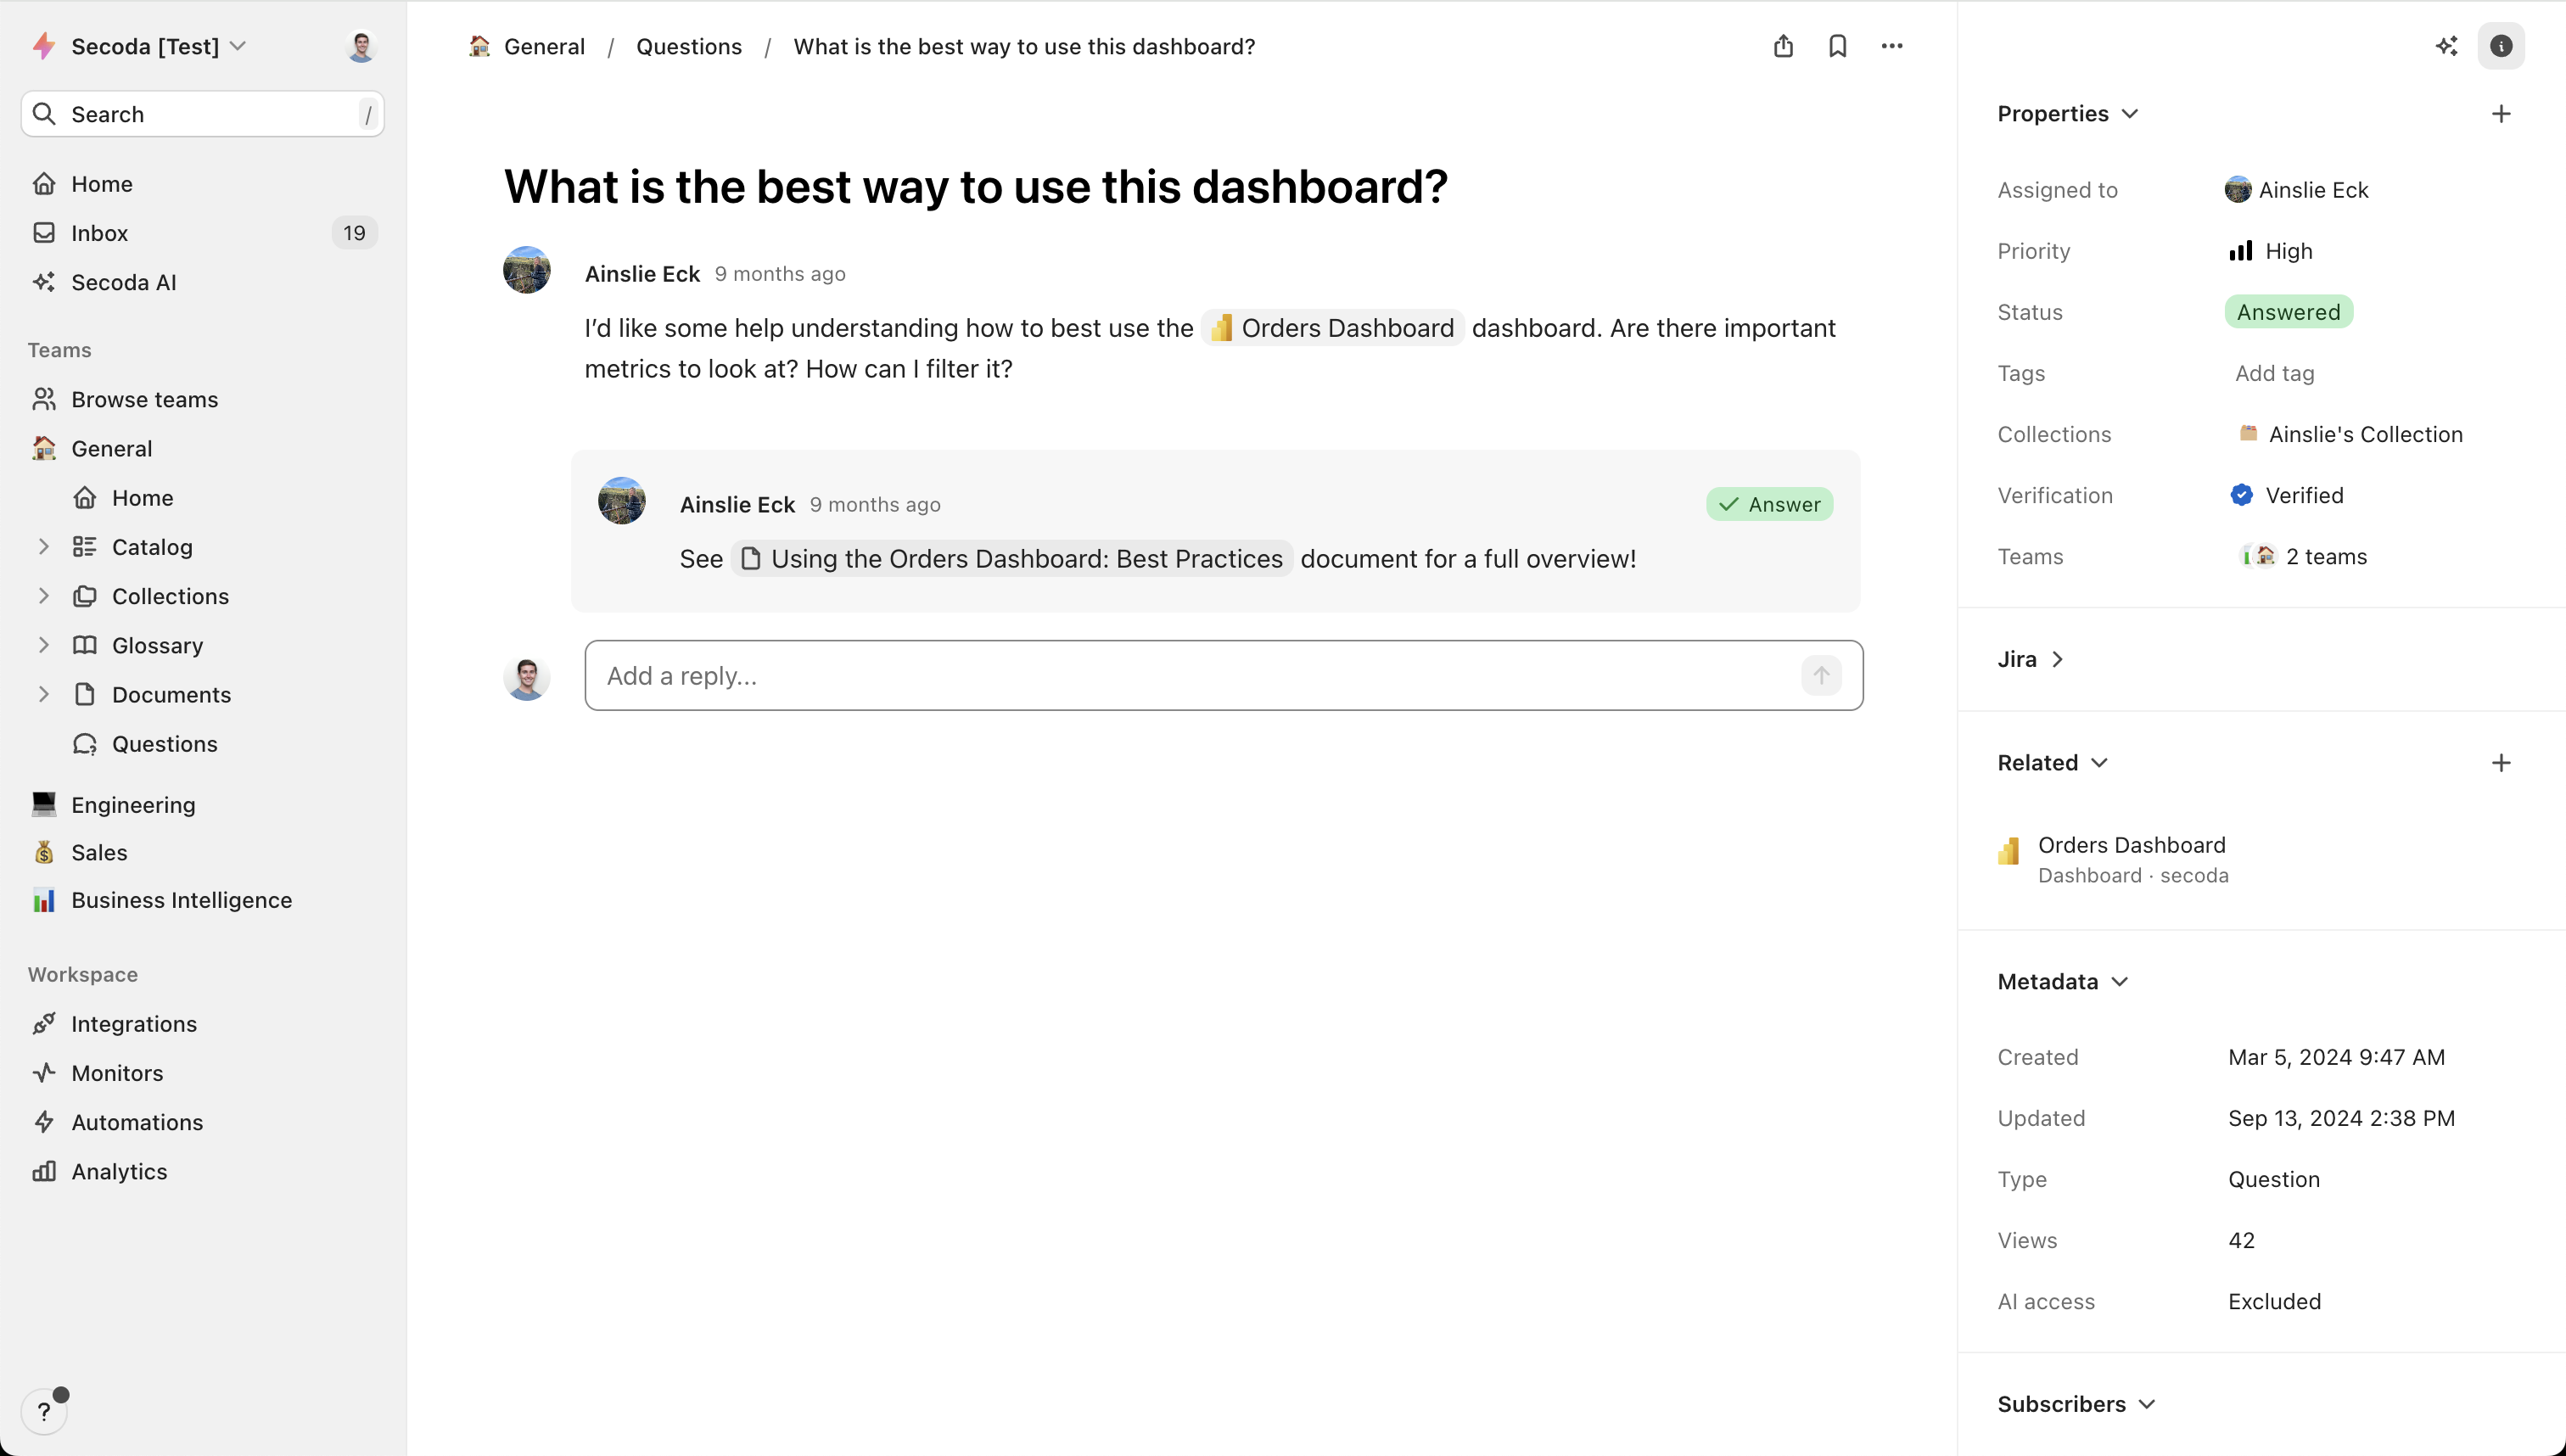 Secoda [Test]
Search /
Home
Inbox 19
Secoda AI
Teams
Browse teams
General
Home
Catalog
Collections
Glossary
Documents
Questions
Engineering
Sales
Business Intelligence
Workspace
Integrations
Monitors
Automations
Analytics
?
General / Questions / What is the best way to use this dashboard?
What is the best way to use this dashboard?
Ainslie Eck 9 months ago
I’d like some help understanding how to best use the Orders Dashboard dashboard. Are there important
metrics to look at? How can I filter it?
Ainslie Eck 9 months ago Answer
See Using the Orders Dashboard: Best Practices document for a full overview!
Add a reply...
Properties
Assigned to Ainslie Eck
Priority High
Status Answered
Tags Add tag
Collections Ainslie's Collection
Verification Verified
Teams 2 teams
Jira
Related
Orders Dashboard
Dashboard · secoda
Metadata
Created Mar 5, 2024 9:47 AM
Updated Sep 13, 2024 2:38 PM
Type Question
Views 42
AI access Excluded
Subscribers